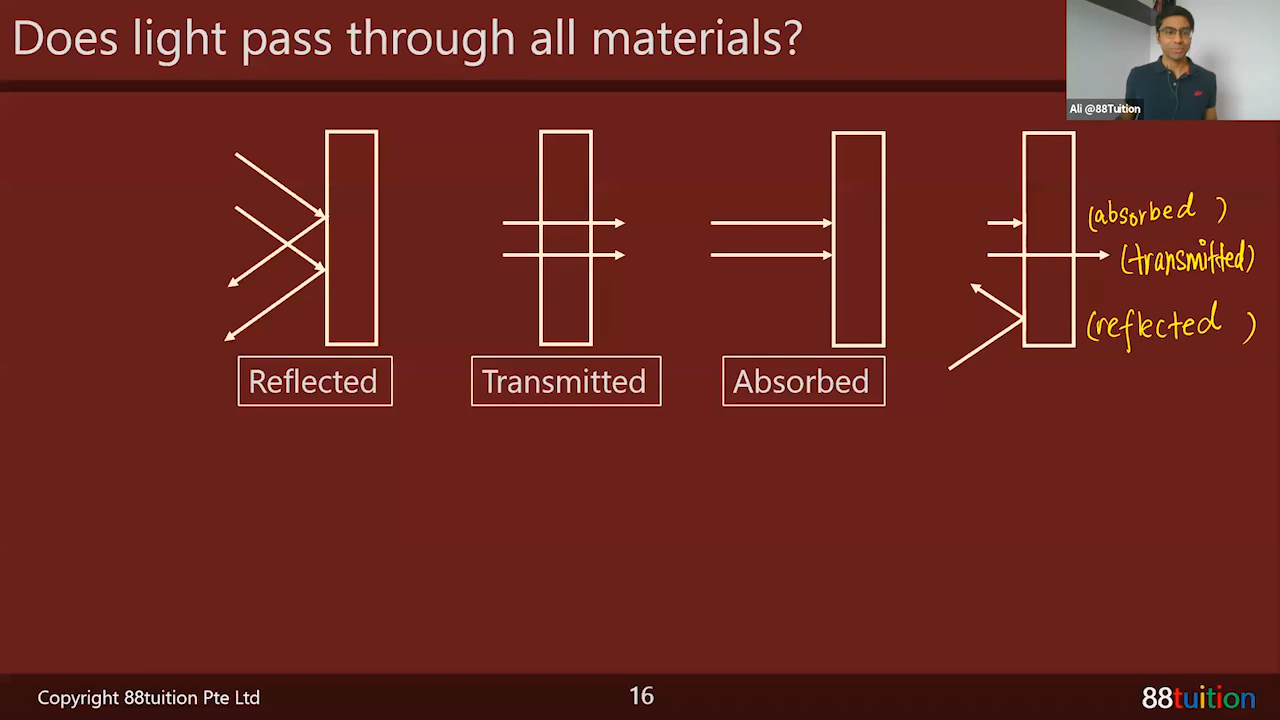 Does light pass through all materials?
Ali @88Tuition
(absorbed )
(transmitted)
(reflected )
Reflected
Transmitted
Absorbed
Copyright 88tuition Pte Ltd
16
88tuition